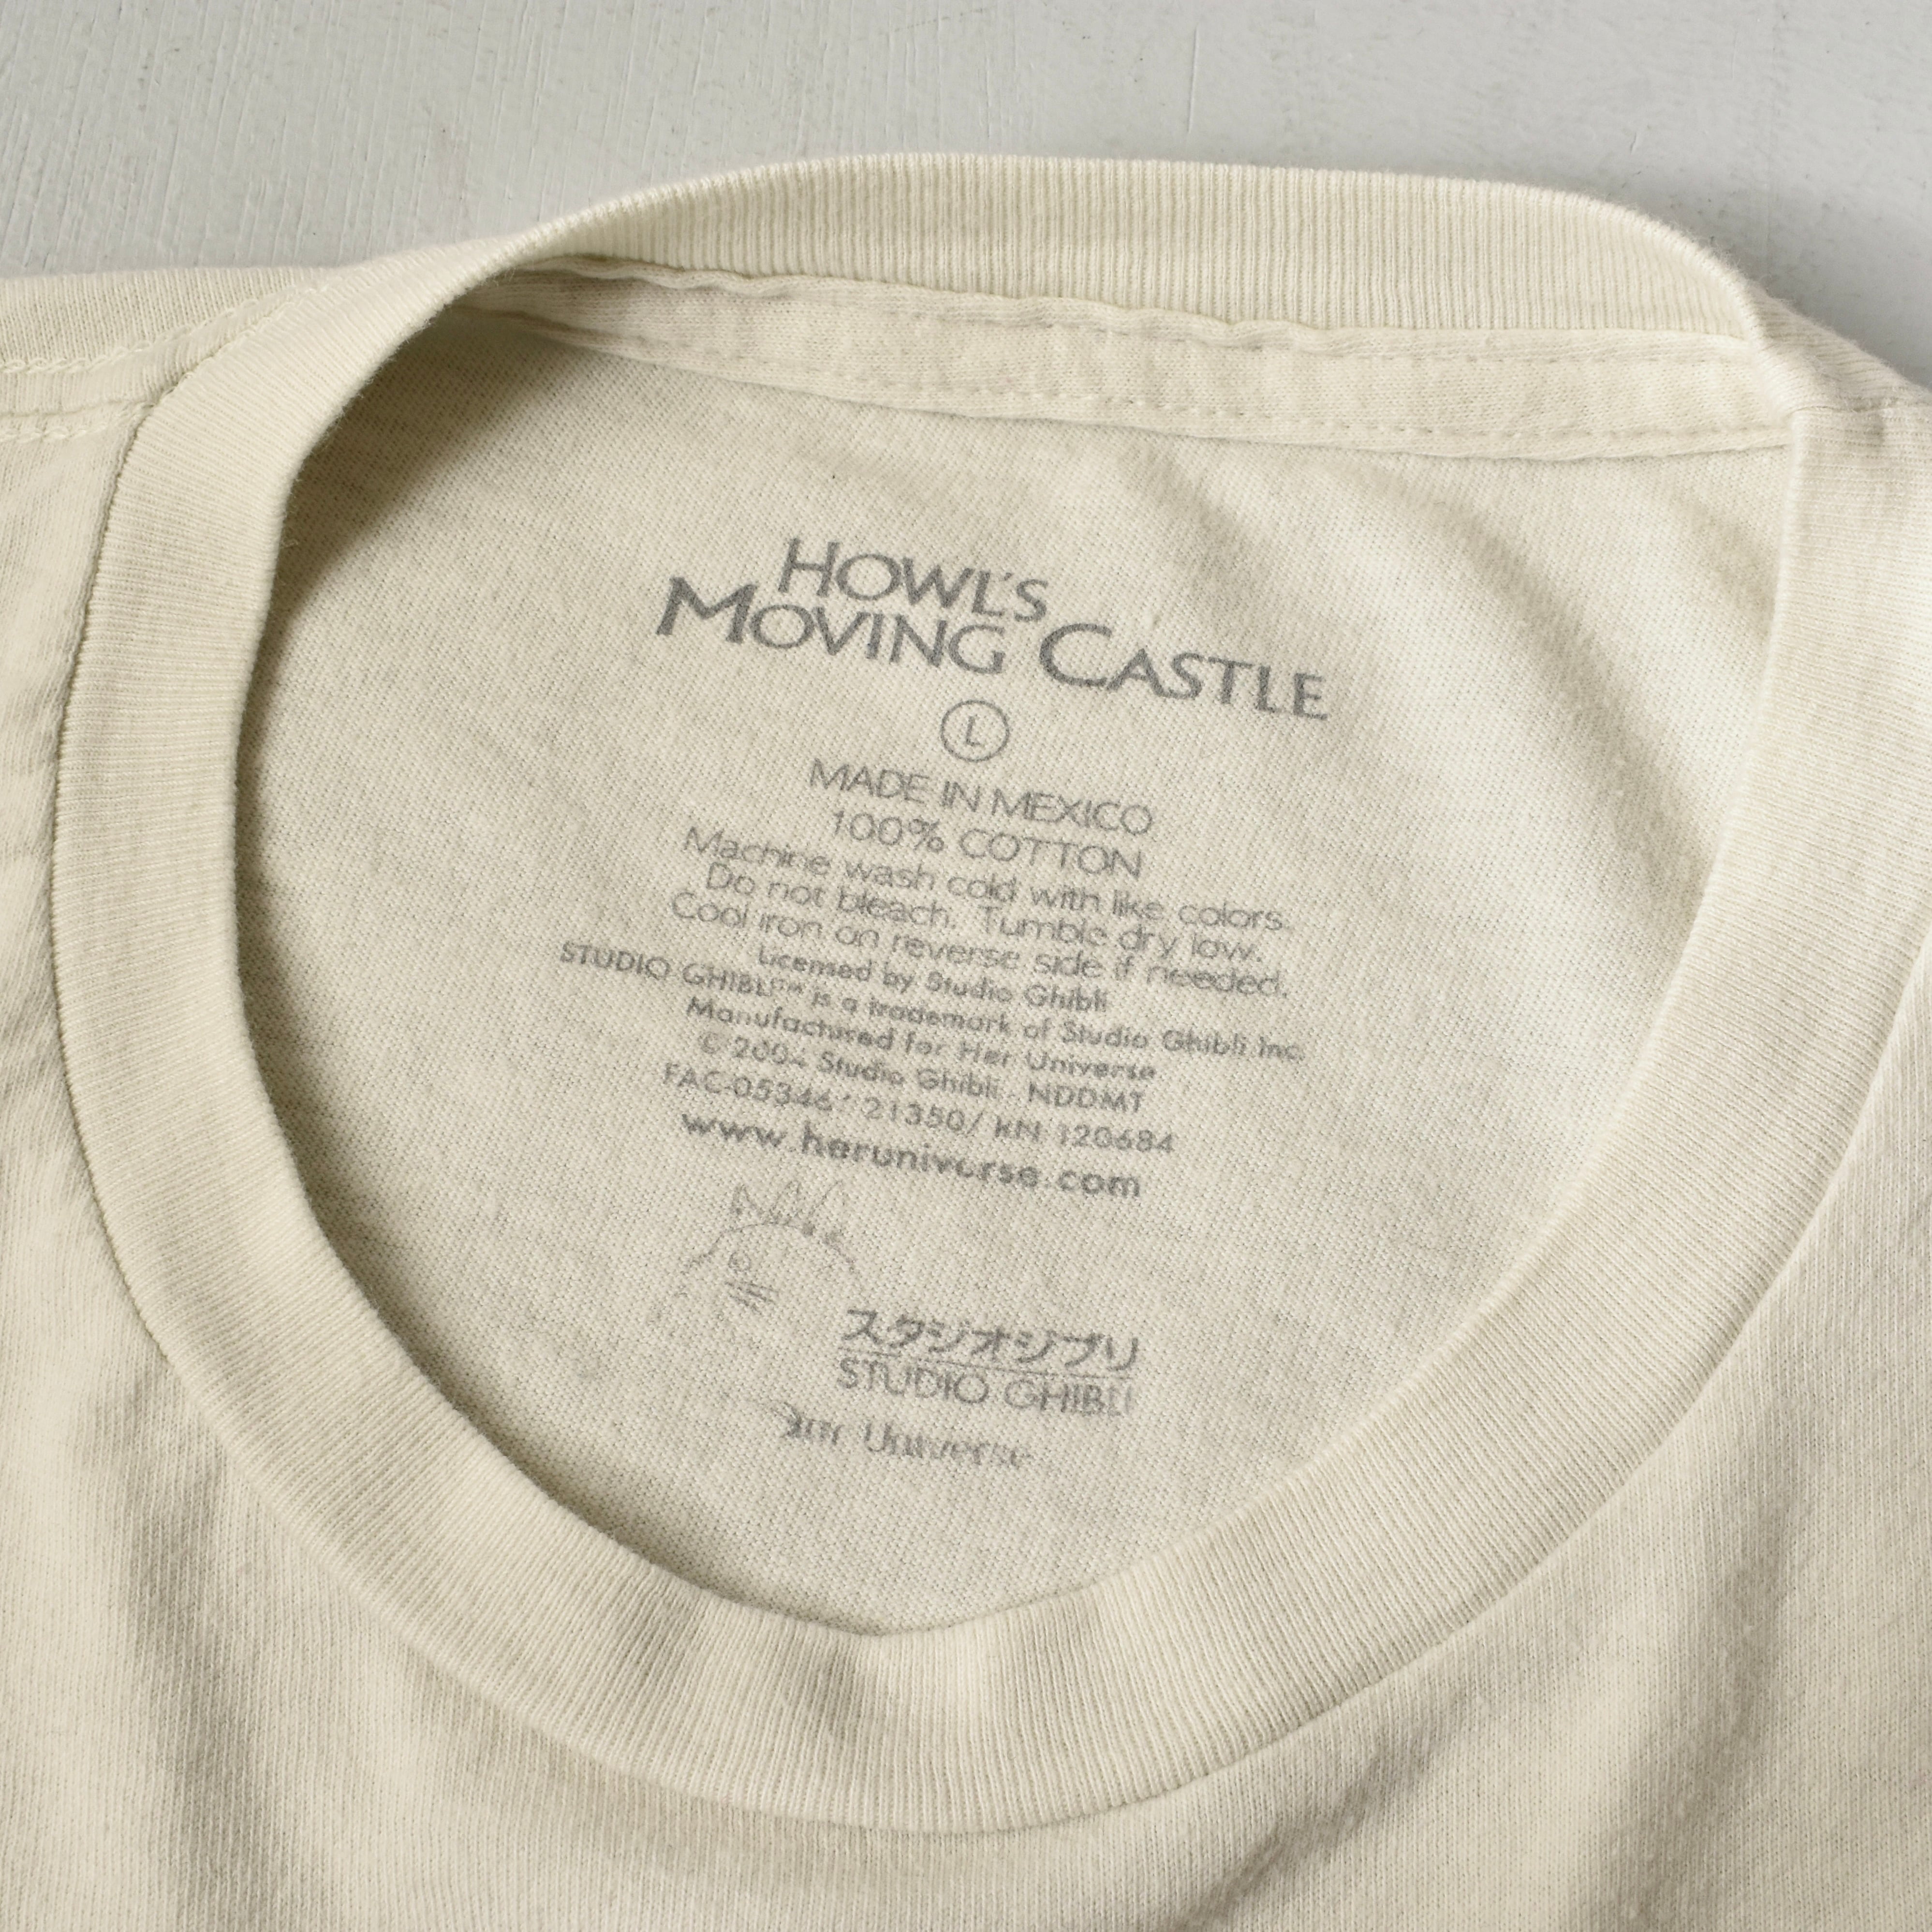 HOWL'S
MOVING CASTLE
L
MADE IN MEXICO
100% COTTON
Machine wash cold with like colors.
Do not bleach. Tumble dry low.
Cool iron on reverse side if needed.
Licensed by Studio Ghibli
STUDIO GHIBLI™ is a trademark of Studio Ghibli Inc.
Manufactured for Her Universe
© 2004 Studio Ghibli - NDDMT
FAC-05346 / 21350/ RN 120684
www.heruniverse.com
スタジオジブリ
STUDIO GHIBLI
Her Universe